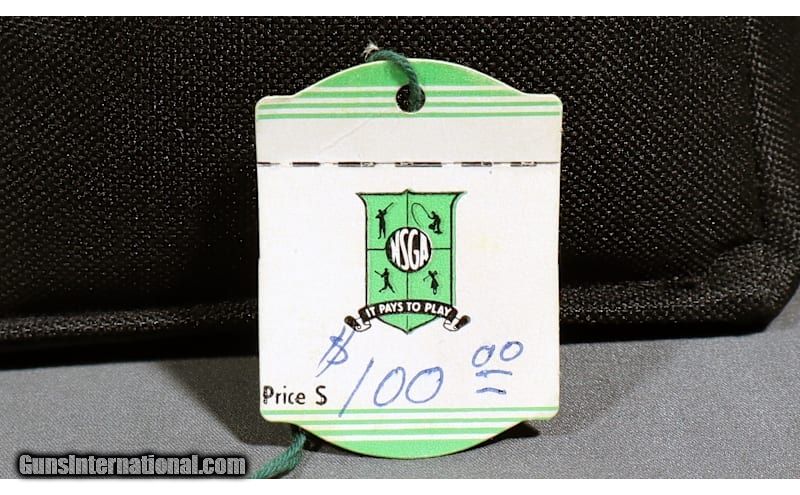 NSGA
IT PAYS TO PLAY
Price $ $100 00
GunsInternational.com